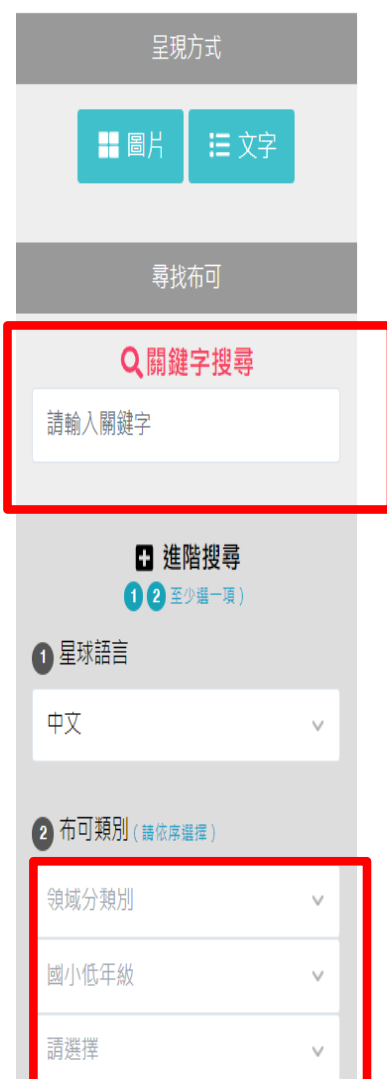 呈現方式
圖片 文字
尋找布可
關鍵字搜尋
請輸入關鍵字
進階搜尋
1 2 至少選一項)
1 星球語言
中文
2 布可類別 (請依序選擇)
領域分類別
國小低年級
請選擇